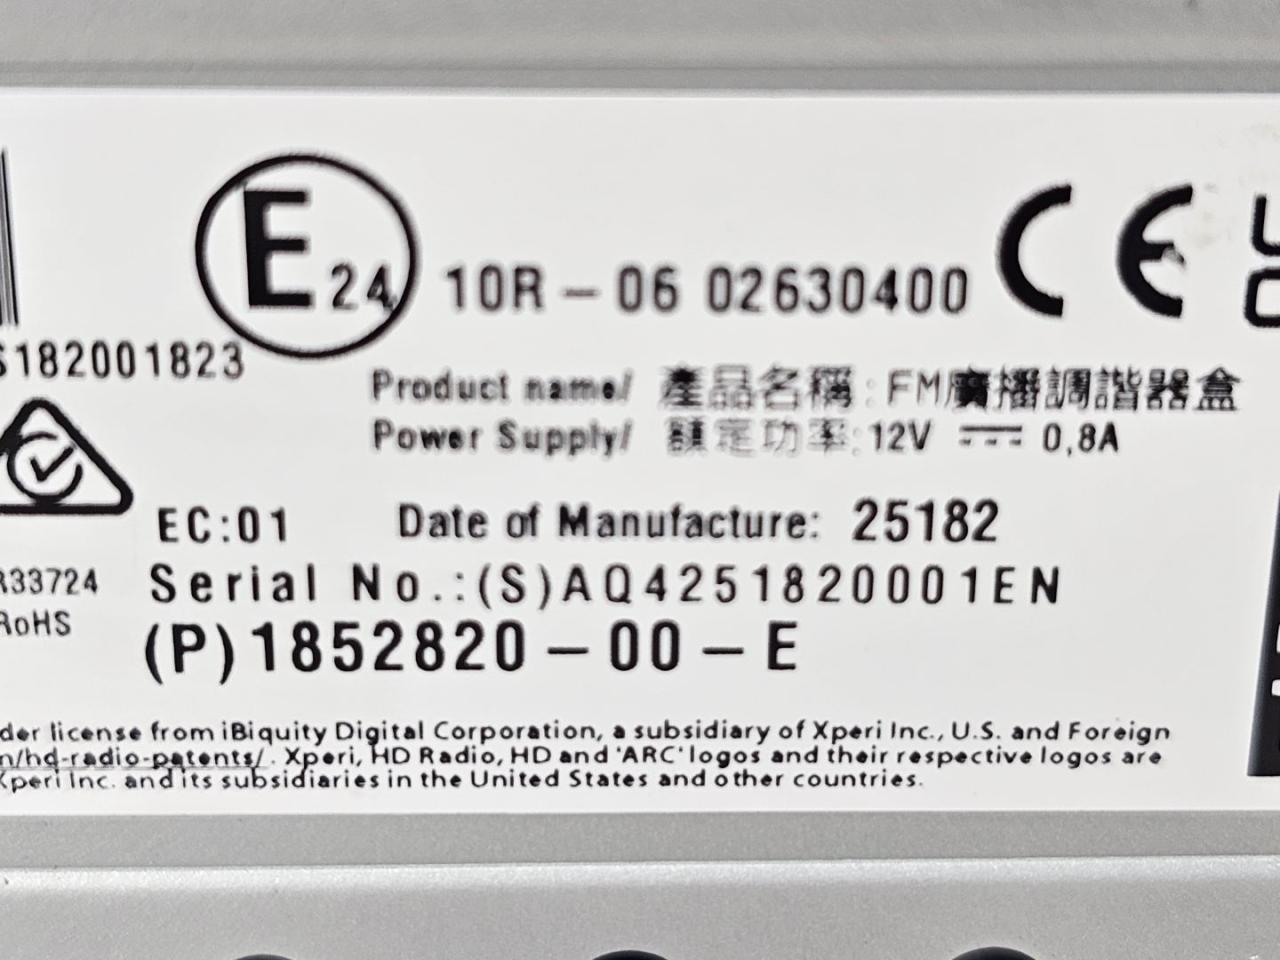 E 24 10R - 06 02630400 CE
S182001823
Product name/ 產品名稱: FM廣播調諧器盒
Power Supply/ 額定功率: 12V ⎓ 0,8A
EC:01 Date of Manufacture: 25182
R33724 Serial No.:(S)AQ4251820001EN
RoHS (P)1852820-00-E
der license from iBiquity Digital Corporation, a subsidiary of Xperi Inc., U.S. and Foreign
n/hd-radio-patents/. Xperi, HD Radio, HD and 'ARC' logos and their respective logos are
Xperi Inc. and its subsidiaries in the United States and other countries.